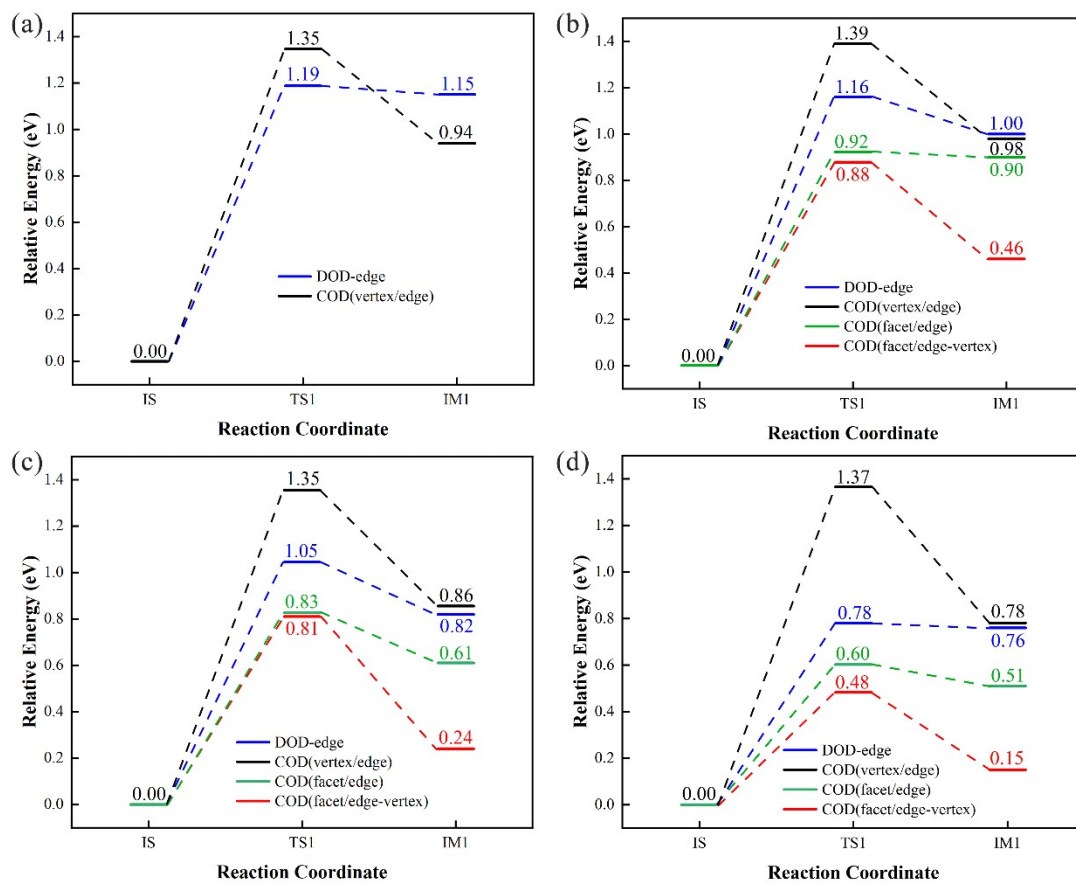 (a)
1.4
1.2
1.0
0.8
0.6
0.4
0.2
0.0
Relative Energy (eV)
1.35
1.19
1.15
0.94
0.00
DOD-edge
COD(vertex/edge)
IS
TS1
IM1
Reaction Coordinate
(b)
1.4
1.2
1.0
0.8
0.6
0.4
0.2
0.0
Relative Energy (eV)
1.39
1.16
1.00
0.98
0.92
0.90
0.88
0.46
0.00
DOD-edge
COD(vertex/edge)
COD(facet/edge)
COD(facet/edge-vertex)
IS
TS1
IM1
Reaction Coordinate
(c)
1.4
1.2
1.0
0.8
0.6
0.4
0.2
0.0
Relative Energy (eV)
1.35
1.05
0.86
0.82
0.83
0.81
0.61
0.24
0.00
DOD-edge
COD(vertex/edge)
COD(facet/edge)
COD(facet/edge-vertex)
IS
TS1
IM1
Reaction Coordinate
(d)
1.4
1.2
1.0
0.8
0.6
0.4
0.2
0.0
Relative Energy (eV)
1.37
0.78
0.78
0.76
0.60
0.51
0.48
0.15
0.00
DOD-edge
COD(vertex/edge)
COD(facet/edge)
COD(facet/edge-vertex)
IS
TS1
IM1
Reaction Coordinate